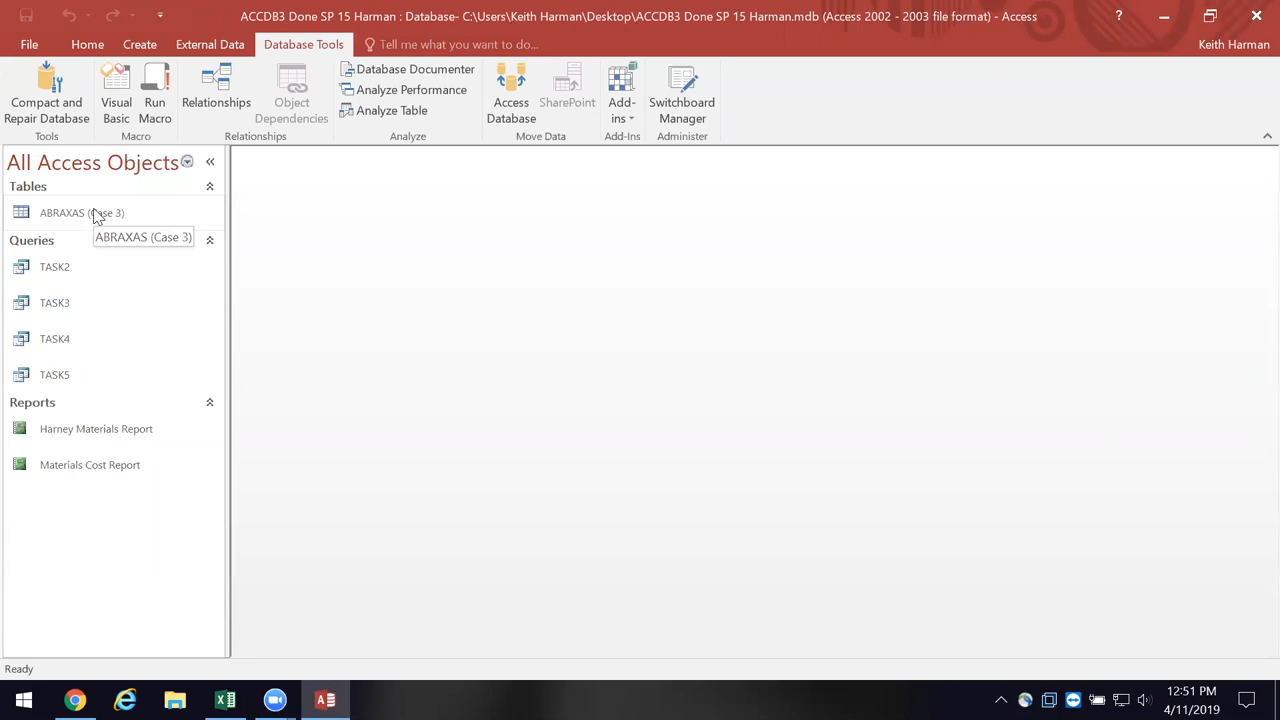 ACCDB3 Done SP 15 Harman : Database- C:\Users\Keith Harman\Desktop\ACCDB3 Done SP 15 Harman.mdb (Access 2002 - 2003 file format) - Access
File Home Create External Data Database Tools Tell me what you want to do... Keith Harman
Compact and Repair Database
Visual Basic
Run Macro
Relationships
Object Dependencies
Database Documenter
Analyze Performance
Analyze Table
Access Database
SharePoint
Add-ins
Switchboard Manager
Tools Macro Relationships Analyze Move Data Add-Ins Administer
All Access Objects
Tables
ABRAXAS (Case 3)
ABRAXAS (Case 3)
Queries
TASK2
TASK3
TASK4
TASK5
Reports
Harney Materials Report
Materials Cost Report
Ready
12:51 PM
4/11/2019